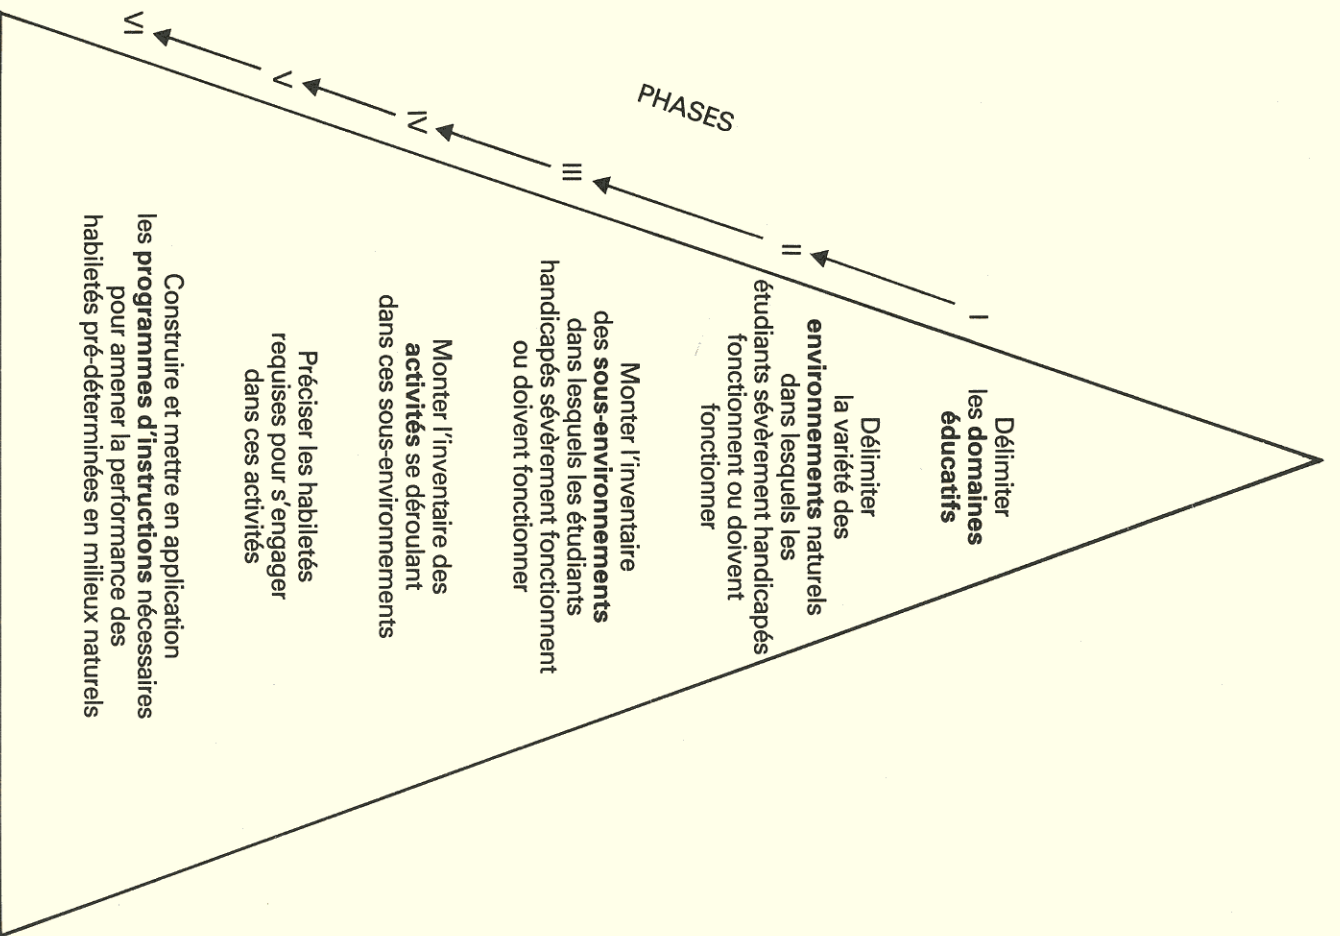 PHASES
I
Délimiter
les domaines
éducatifs
II
Délimiter
la variété des
environnements naturels
dans lesquels les
étudiants sévèrement handicapés
fonctionnent ou doivent
fonctionner
III
Monter l'inventaire
des sous-environnements
dans lesquels les étudiants
handicapés sévèrement fonctionnent
ou doivent fonctionner
IV
Monter l'inventaire des
activités se déroulant
dans ces sous-environnements
V
Préciser les habiletés
requises pour s'engager
dans ces activités
VI
Construire et mettre en application
les programmes d'instructions nécessaires
pour amener la performance des
habiletés pré-déterminées en milieux naturels